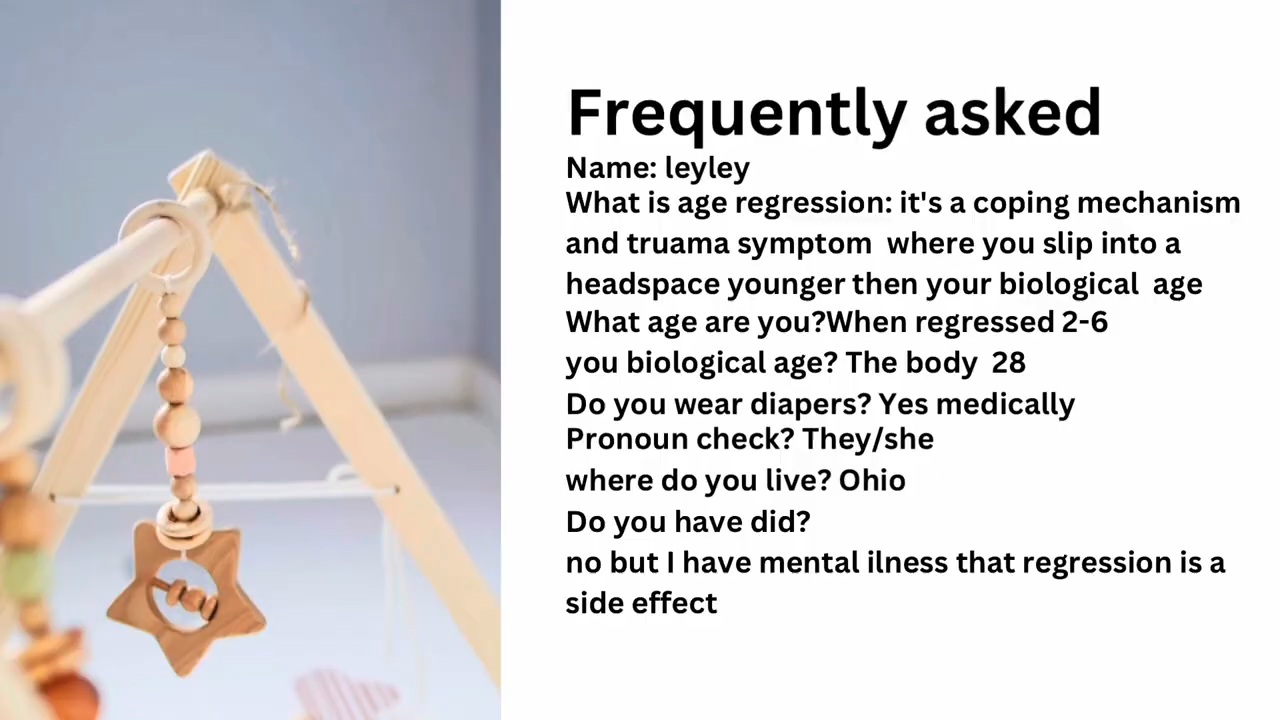 Frequently asked
Name: leyley
What is age regression: it's a coping mechanism
and truama symptom where you slip into a
headspace younger then your biological age
What age are you?When regressed 2-6
you biological age? The body 28
Do you wear diapers? Yes medically
Pronoun check? They/she
where do you live? Ohio
Do you have did?
no but I have mental ilness that regression is a
side effect